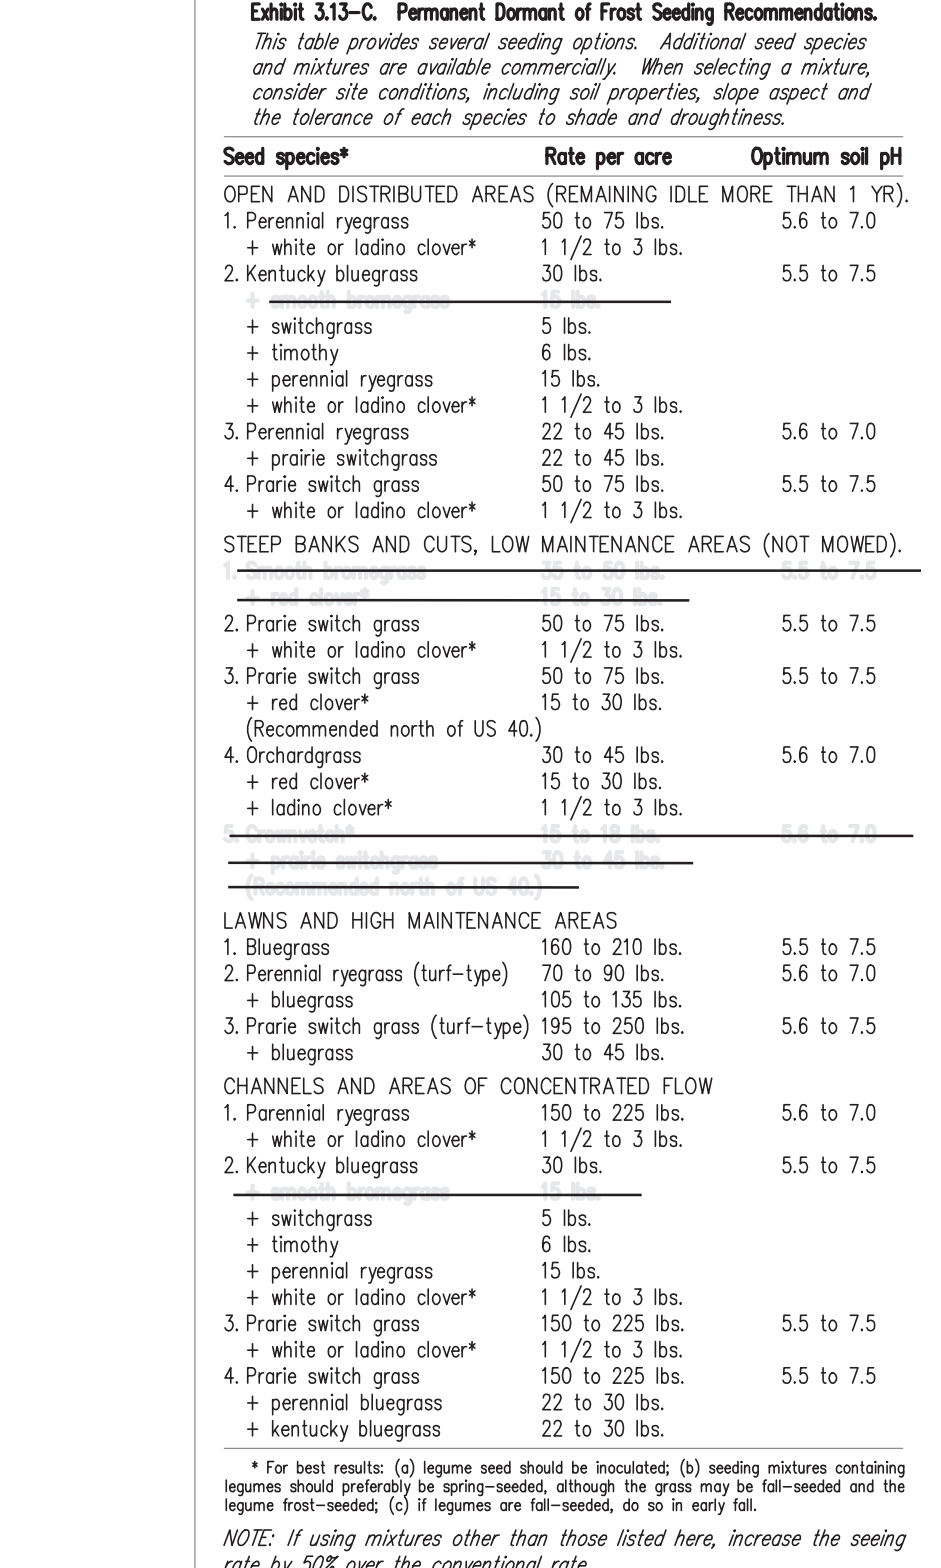 Exhibit 3.13-C. Permanent Dormant of Frost Seeding Recommendations.
This table provides several seeding options. Additional seed species
and mixtures are available commercially. When selecting a mixture,
consider site conditions, including soil properties, slope aspect and
the tolerance of each species to shade and droughtiness.
Seed species* Rate per acre Optimum soil pH
OPEN AND DISTRIBUTED AREAS (REMAINING IDLE MORE THAN 1 YR).
1. Perennial ryegrass 50 to 75 lbs. 5.6 to 7.0
+ white or ladino clover* 1 1/2 to 3 lbs.
2. Kentucky bluegrass 30 lbs. 5.5 to 7.5
+ smooth bromegrass 15 lbs.
+ switchgrass 5 lbs.
+ timothy 6 lbs.
+ perennial ryegrass 15 lbs.
+ white or ladino clover* 1 1/2 to 3 lbs.
3. Perennial ryegrass 22 to 45 lbs. 5.6 to 7.0
+ prairie switchgrass 22 to 45 lbs.
4. Prarie switch grass 50 to 75 lbs. 5.5 to 7.5
+ white or ladino clover* 1 1/2 to 3 lbs.
STEEP BANKS AND CUTS, LOW MAINTENANCE AREAS (NOT MOWED).
1. Smooth bromegrass 35 to 50 lbs. 5.5 to 7.5
+ red clover* 15 to 30 lbs.
2. Prarie switch grass 50 to 75 lbs. 5.5 to 7.5
+ white or ladino clover* 1 1/2 to 3 lbs.
3. Prarie switch grass 50 to 75 lbs. 5.5 to 7.5
+ red clover* 15 to 30 lbs.
(Recommended north of US 40.)
4. Orchardgrass 30 to 45 lbs. 5.6 to 7.0
+ red clover* 15 to 30 lbs.
+ ladino clover* 1 1/2 to 3 lbs.
5. Crownvetch* 15 to 18 lbs. 5.6 to 7.0
+ prairie switchgrass 30 to 45 lbs.
(Recommended north of US 40.)
LAWNS AND HIGH MAINTENANCE AREAS
1. Bluegrass 160 to 210 lbs. 5.5 to 7.5
2. Perennial ryegrass (turf-type) 70 to 90 lbs. 5.6 to 7.0
+ bluegrass 105 to 135 lbs.
3. Prarie switch grass (turf-type) 195 to 250 lbs. 5.6 to 7.5
+ bluegrass 30 to 45 lbs.
CHANNELS AND AREAS OF CONCENTRATED FLOW
1. Parennial ryegrass 150 to 225 lbs. 5.6 to 7.0
+ white or ladino clover* 1 1/2 to 3 lbs.
2. Kentucky bluegrass 30 lbs. 5.5 to 7.5
+ smooth bromegrass 15 lbs.
+ switchgrass 5 lbs.
+ timothy 6 lbs.
+ perennial ryegrass 15 lbs.
+ white or ladino clover* 1 1/2 to 3 lbs.
3. Prarie switch grass 150 to 225 lbs. 5.5 to 7.5
+ white or ladino clover* 1 1/2 to 3 lbs.
4. Prarie switch grass 150 to 225 lbs. 5.5 to 7.5
+ perennial bluegrass 22 to 30 lbs.
+ kentucky bluegrass 22 to 30 lbs.
* For best results: (a) legume seed should be inoculated; (b) seeding mixtures containing
legumes should preferably be spring-seeded, although the grass may be fall-seeded and the
legume frost-seeded; (c) if legumes are fall-seeded, do so in early fall.
NOTE: If using mixtures other than those listed here, increase the seeing
rate by 50% over the conventional rate.